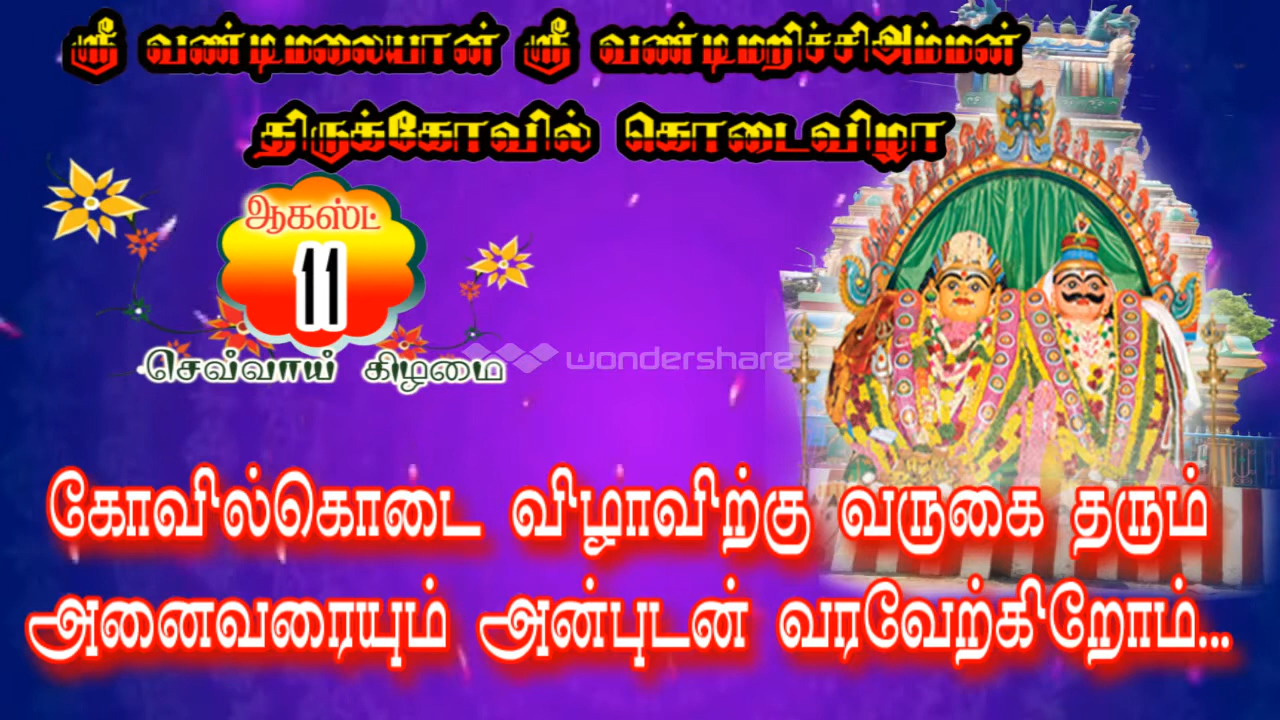 ஸ்ரீ வண்டிமலையான் ஸ்ரீ வண்டிமறிச்சிஅம்மன்
திருக்கோவில் கொடைவிழா
ஆகஸ்ட்
11
செவ்வாய் கிழமை
wondershare
கோவில்கொடை விழாவிற்கு வருகை தரும்
அனைவரையும் அன்புடன் வரவேற்கிறோம்...